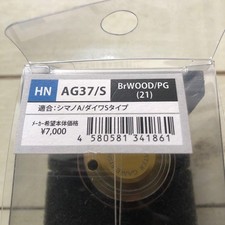 HN AG37/S BrWOOD/PG
(21)
適合:シマノA/ダイワSタイプ
メーカー希望本体価格
¥7,000
4 580581 341861